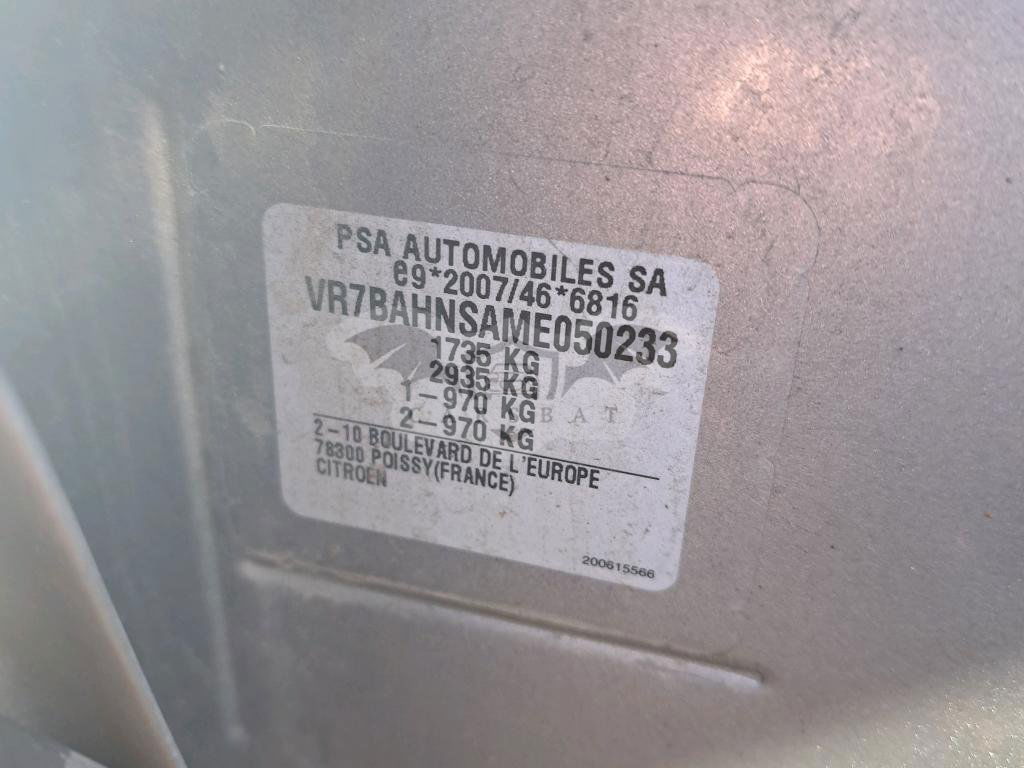 PSA AUTOMOBILES SA
e9*2007/46*6816
VR7BAHNSAME050233
1735 KG
2935 KG
1-970 KG
2-970 KG
2-10 BOULEVARD DE L'EUROPE
78300 POISSY(FRANCE)
CITROEN
200615566